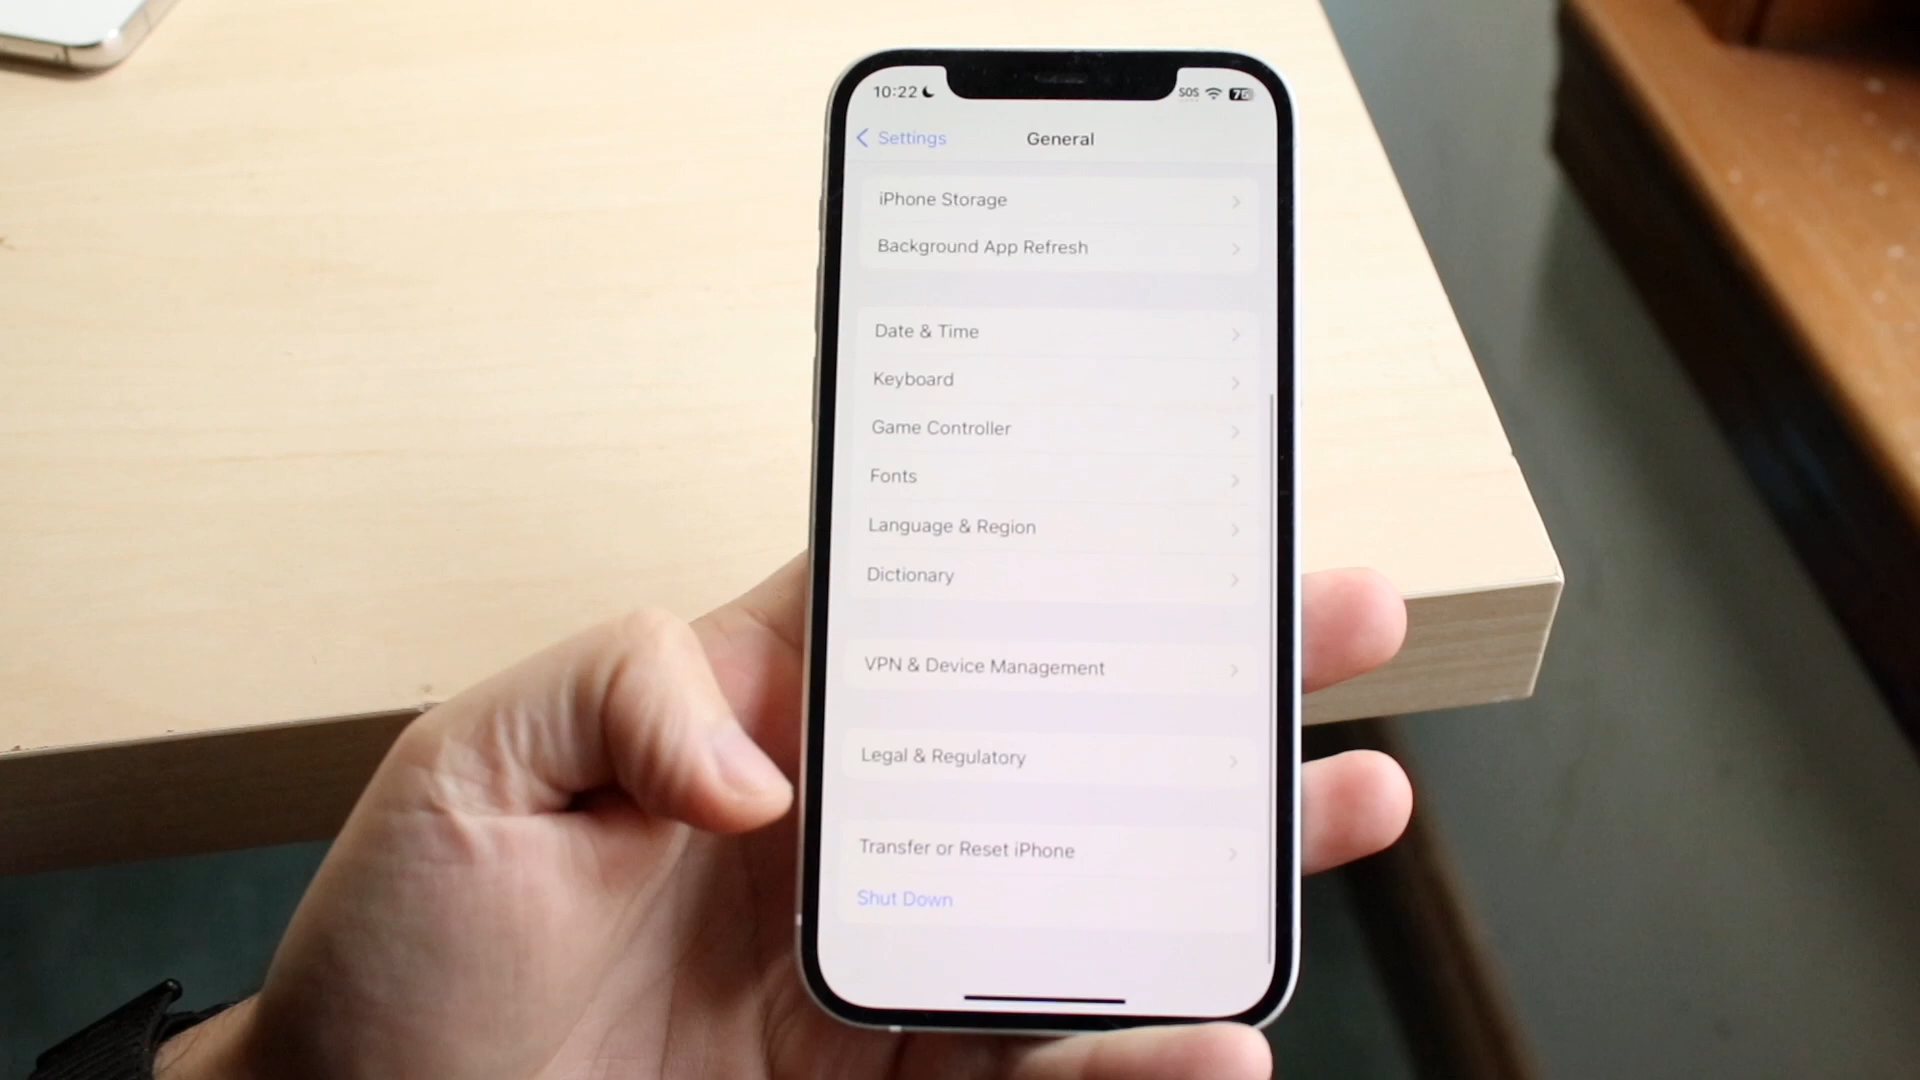 10:22
SOS
Settings
General
iPhone Storage
Background App Refresh
Date & Time
Keyboard
Game Controller
Fonts
Language & Region
Dictionary
VPN & Device Management
Legal & Regulatory
Transfer or Reset iPhone
Shut Down